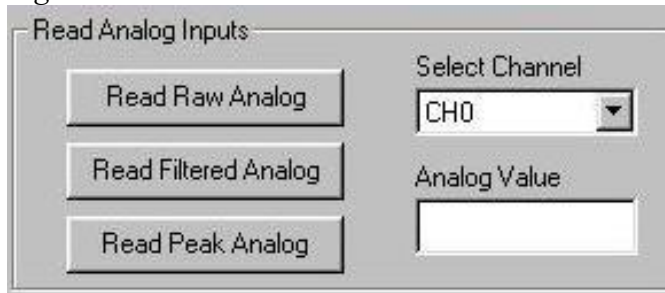 Read Analog Inputs
Read Raw Analog
Read Filtered Analog
Read Peak Analog
Select Channel
CH0
Analog Value